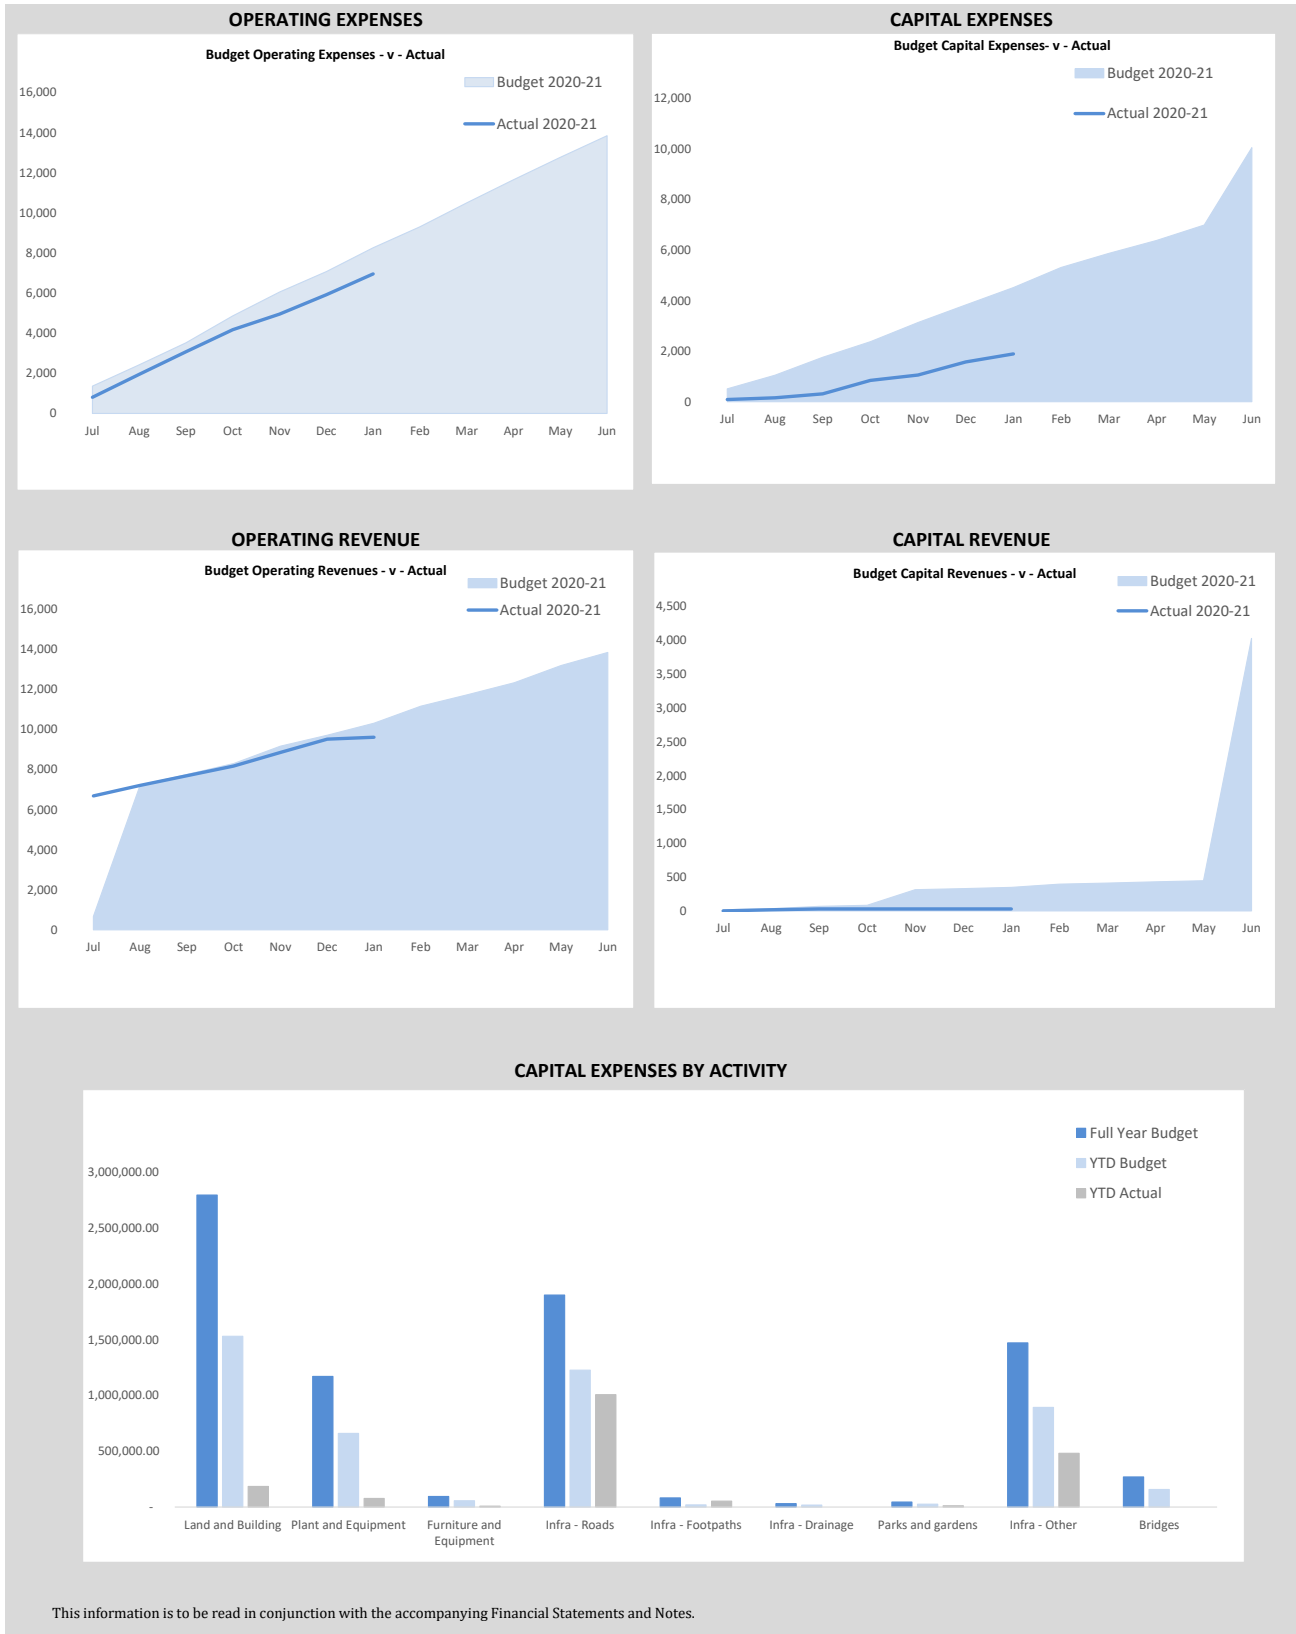 OPERATING EXPENSES
Budget Operating Expenses - v - Actual
Budget 2020-21
Actual 2020-21
16,000
14,000
12,000
10,000
8,000
6,000
4,000
2,000
0
Jul Aug Sep Oct Nov Dec Jan Feb Mar Apr May Jun
CAPITAL EXPENSES
Budget Capital Expenses- v - Actual
Budget 2020-21
Actual 2020-21
12,000
10,000
8,000
6,000
4,000
2,000
0
Jul Aug Sep Oct Nov Dec Jan Feb Mar Apr May Jun
OPERATING REVENUE
Budget Operating Revenues - v - Actual
Budget 2020-21
Actual 2020-21
16,000
14,000
12,000
10,000
8,000
6,000
4,000
2,000
0
Jul Aug Sep Oct Nov Dec Jan Feb Mar Apr May Jun
CAPITAL REVENUE
Budget Capital Revenues - v - Actual
Budget 2020-21
Actual 2020-21
4,500
4,000
3,500
3,000
2,500
2,000
1,500
1,000
500
0
Jul Aug Sep Oct Nov Dec Jan Feb Mar Apr May Jun
CAPITAL EXPENSES BY ACTIVITY
Full Year Budget
YTD Budget
YTD Actual
3,000,000.00
2,500,000.00
2,000,000.00
1,500,000.00
1,000,000.00
500,000.00
-
Land and Building Plant and Equipment Furniture and Infra - Roads Infra - Footpaths Infra - Drainage Parks and gardens Infra - Other Bridges
Equipment
This information is to be read in conjunction with the accompanying Financial Statements and Notes.